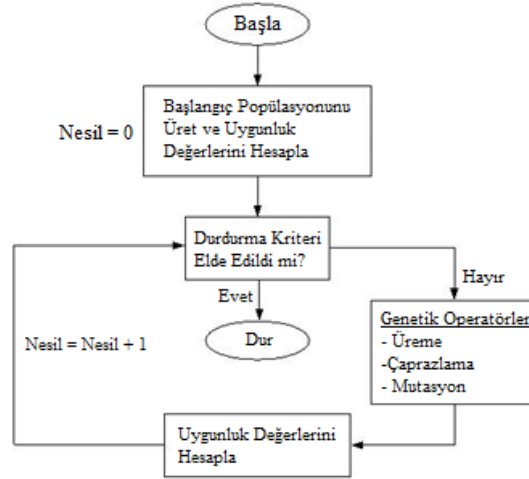 Başla
Nesil = 0
Başlangıç Popülasyonunu
Üret ve Uygunluk
Değerlerini Hesapla
Durdurma Kriteri
Elde Edildi mi?
Hayır
Evet
Dur
Genetik Operatörler
- Üreme
-Çaprazlama
- Mutasyon
Nesil = Nesil + 1
Uygunluk Değerlerini
Hesapla